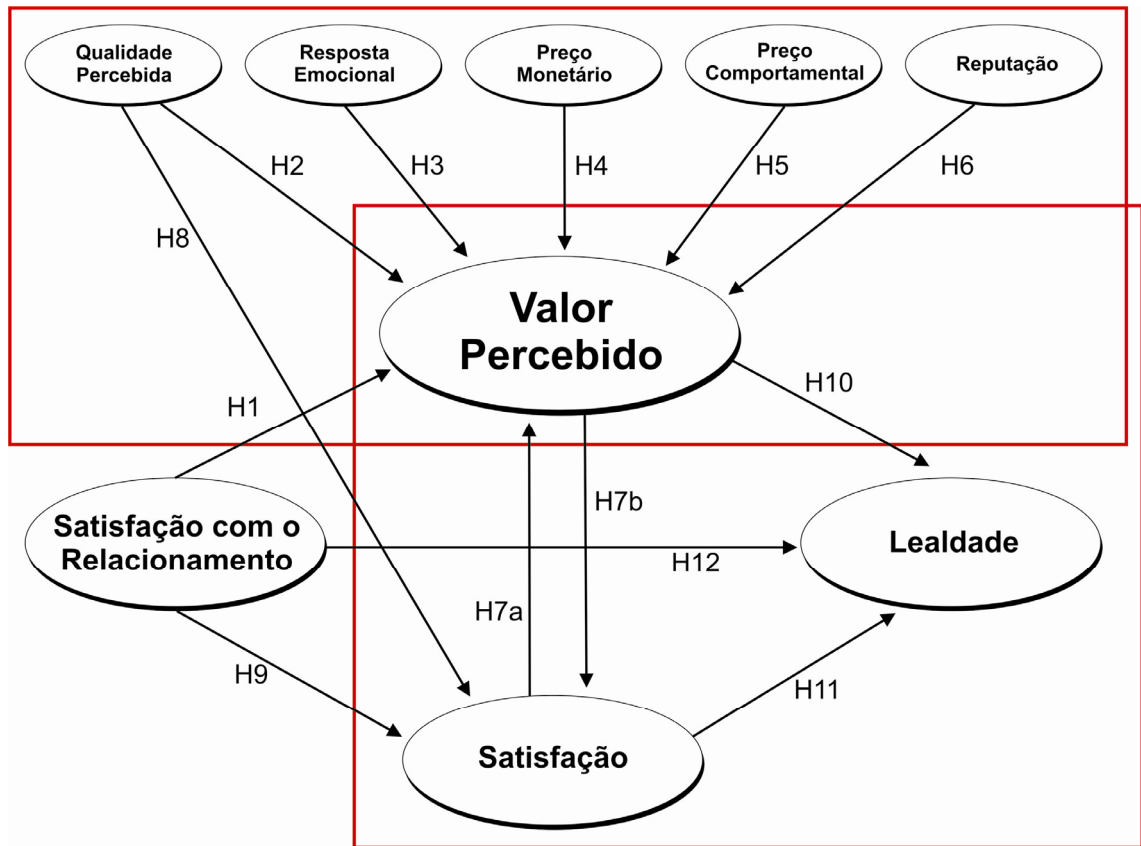 Qualidade
Percebida
Resposta
Emocional
Preço
Monetário
Preço
Comportamental
Reputação
H2
H3
H4
H5
H6
H8
Valor
Percebido
H1
H10
H7b
Satisfação com o
Relacionamento
Lealdade
H12
H7a
H9
H11
Satisfação